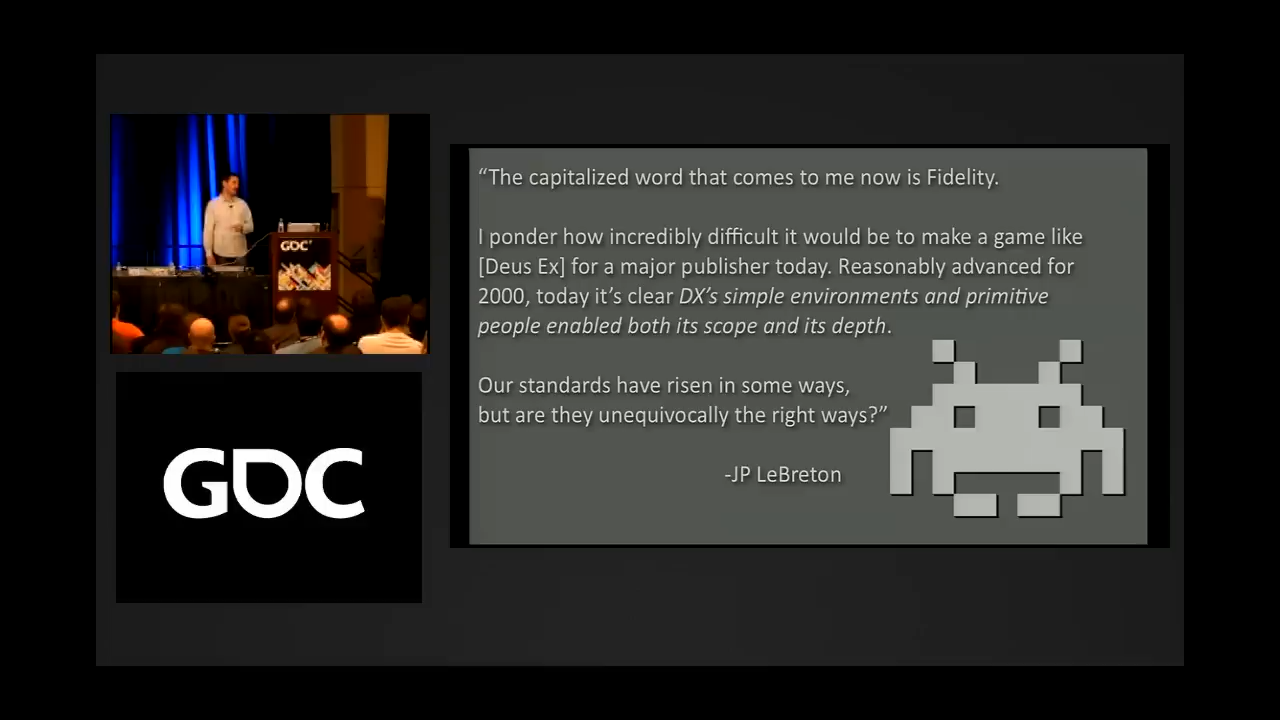 GDC
GDC
“The capitalized word that comes to me now is Fidelity.
I ponder how incredibly difficult it would be to make a game like
[Deus Ex] for a major publisher today. Reasonably advanced for
2000, today it’s clear DX’s simple environments and primitive
people enabled both its scope and its depth.
Our standards have risen in some ways,
but are they unequivocally the right ways?”
-JP LeBreton